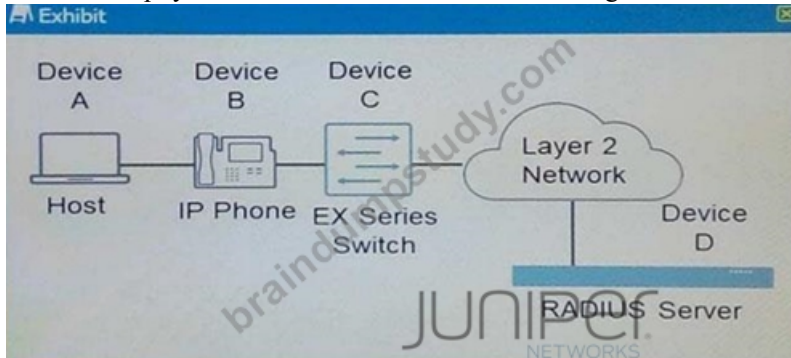 Exhibit
Device A
Device B
Device C
Host
IP Phone
EX Series Switch
Layer 2 Network
Device D
RADIUS Server
JUNIPER
NETWORKS
braindumpstudy.com